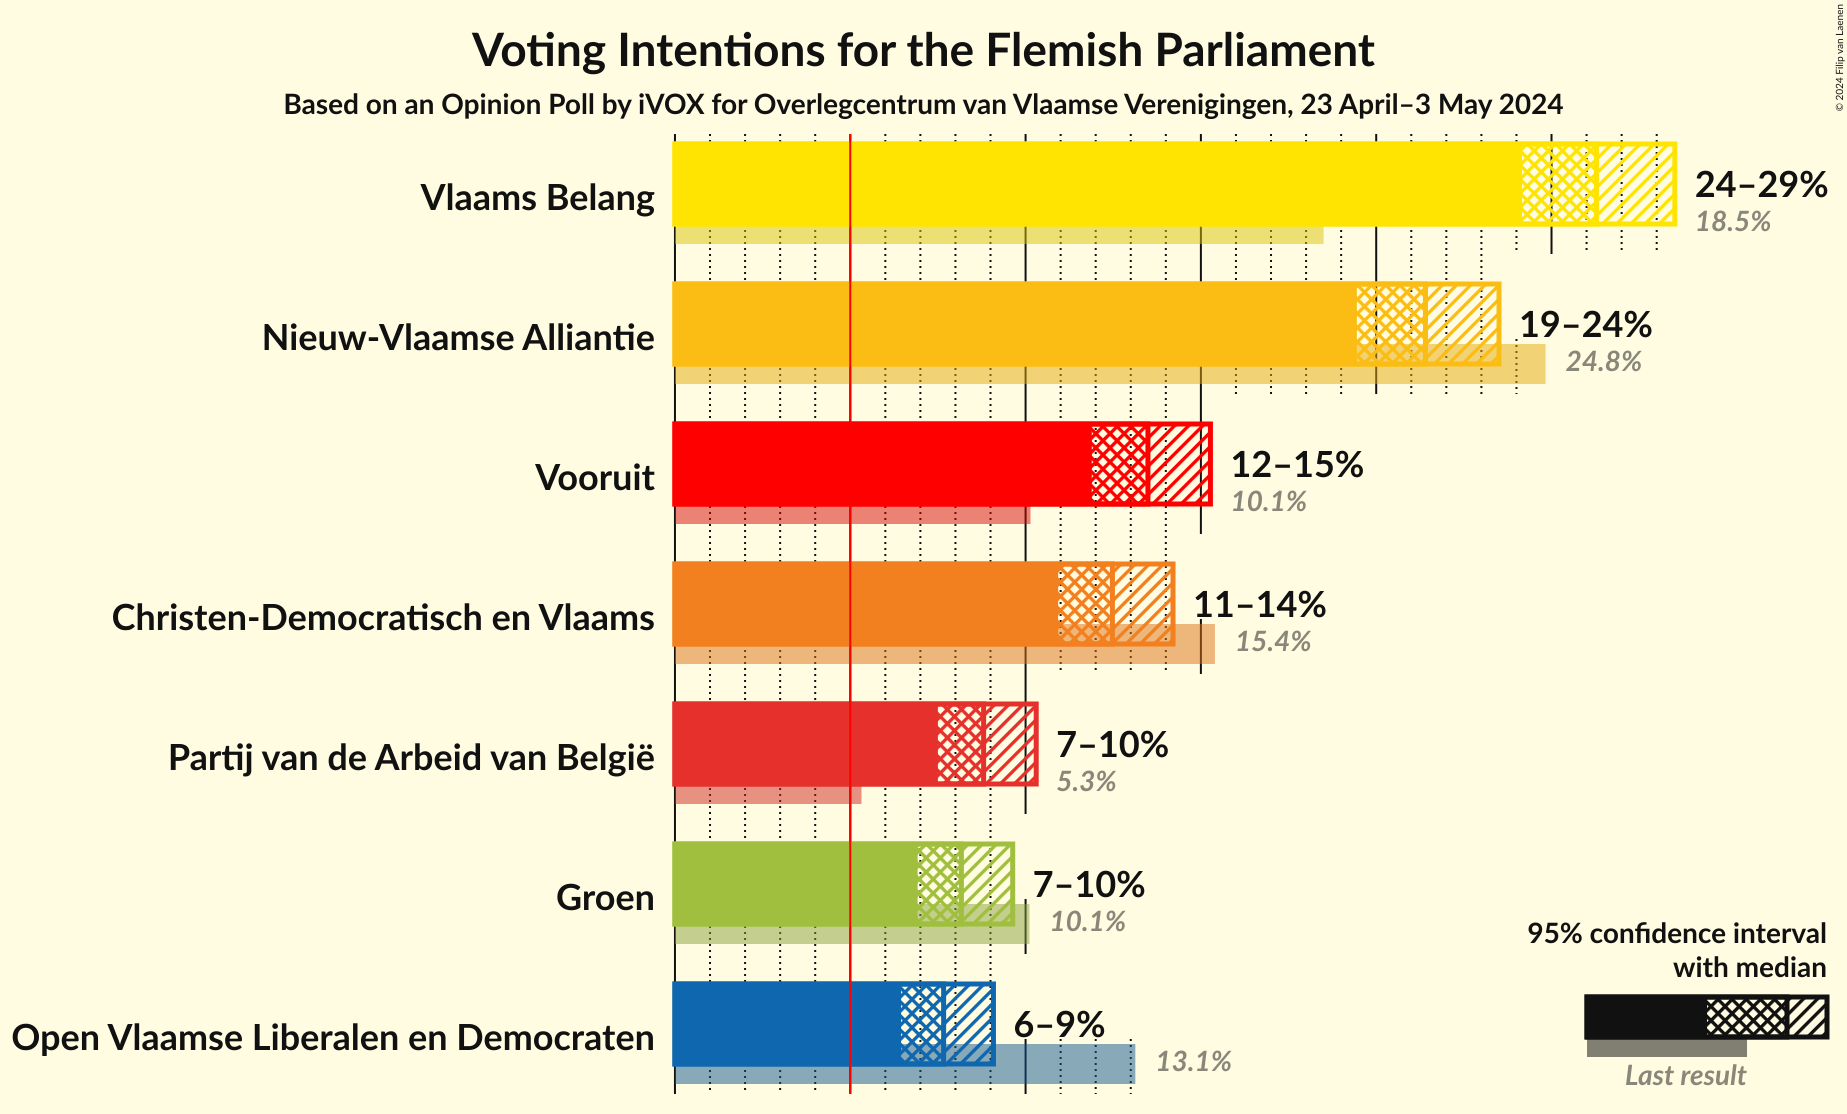 Voting Intentions for the Flemish Parliament
Based on an Opinion Poll by iVOX for Overlegcentrum van Vlaamse Verenigingen, 23 April–3 May 2024
© 2024 Filip van Laenen
Vlaams Belang
24–29%
18.5%
Nieuw-Vlaamse Alliantie
19–24%
24.8%
Vooruit
12–15%
10.1%
Christen-Democratisch en Vlaams
11–14%
15.4%
Partij van de Arbeid van België
7–10%
5.3%
Groen
7–10%
10.1%
Open Vlaamse Liberalen en Democraten
6–9%
13.1%
95% confidence interval
with median
Last result